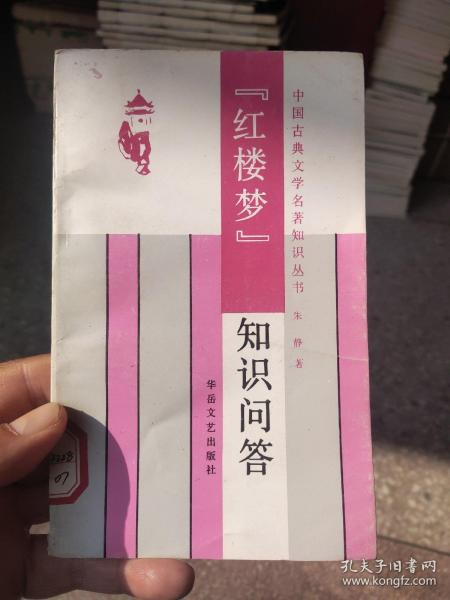 中国古典文学名著知识丛书
朱静著
『红楼梦』
知识问答
华岳文艺出版社
01
孔夫子旧书网
www.kongfz.com